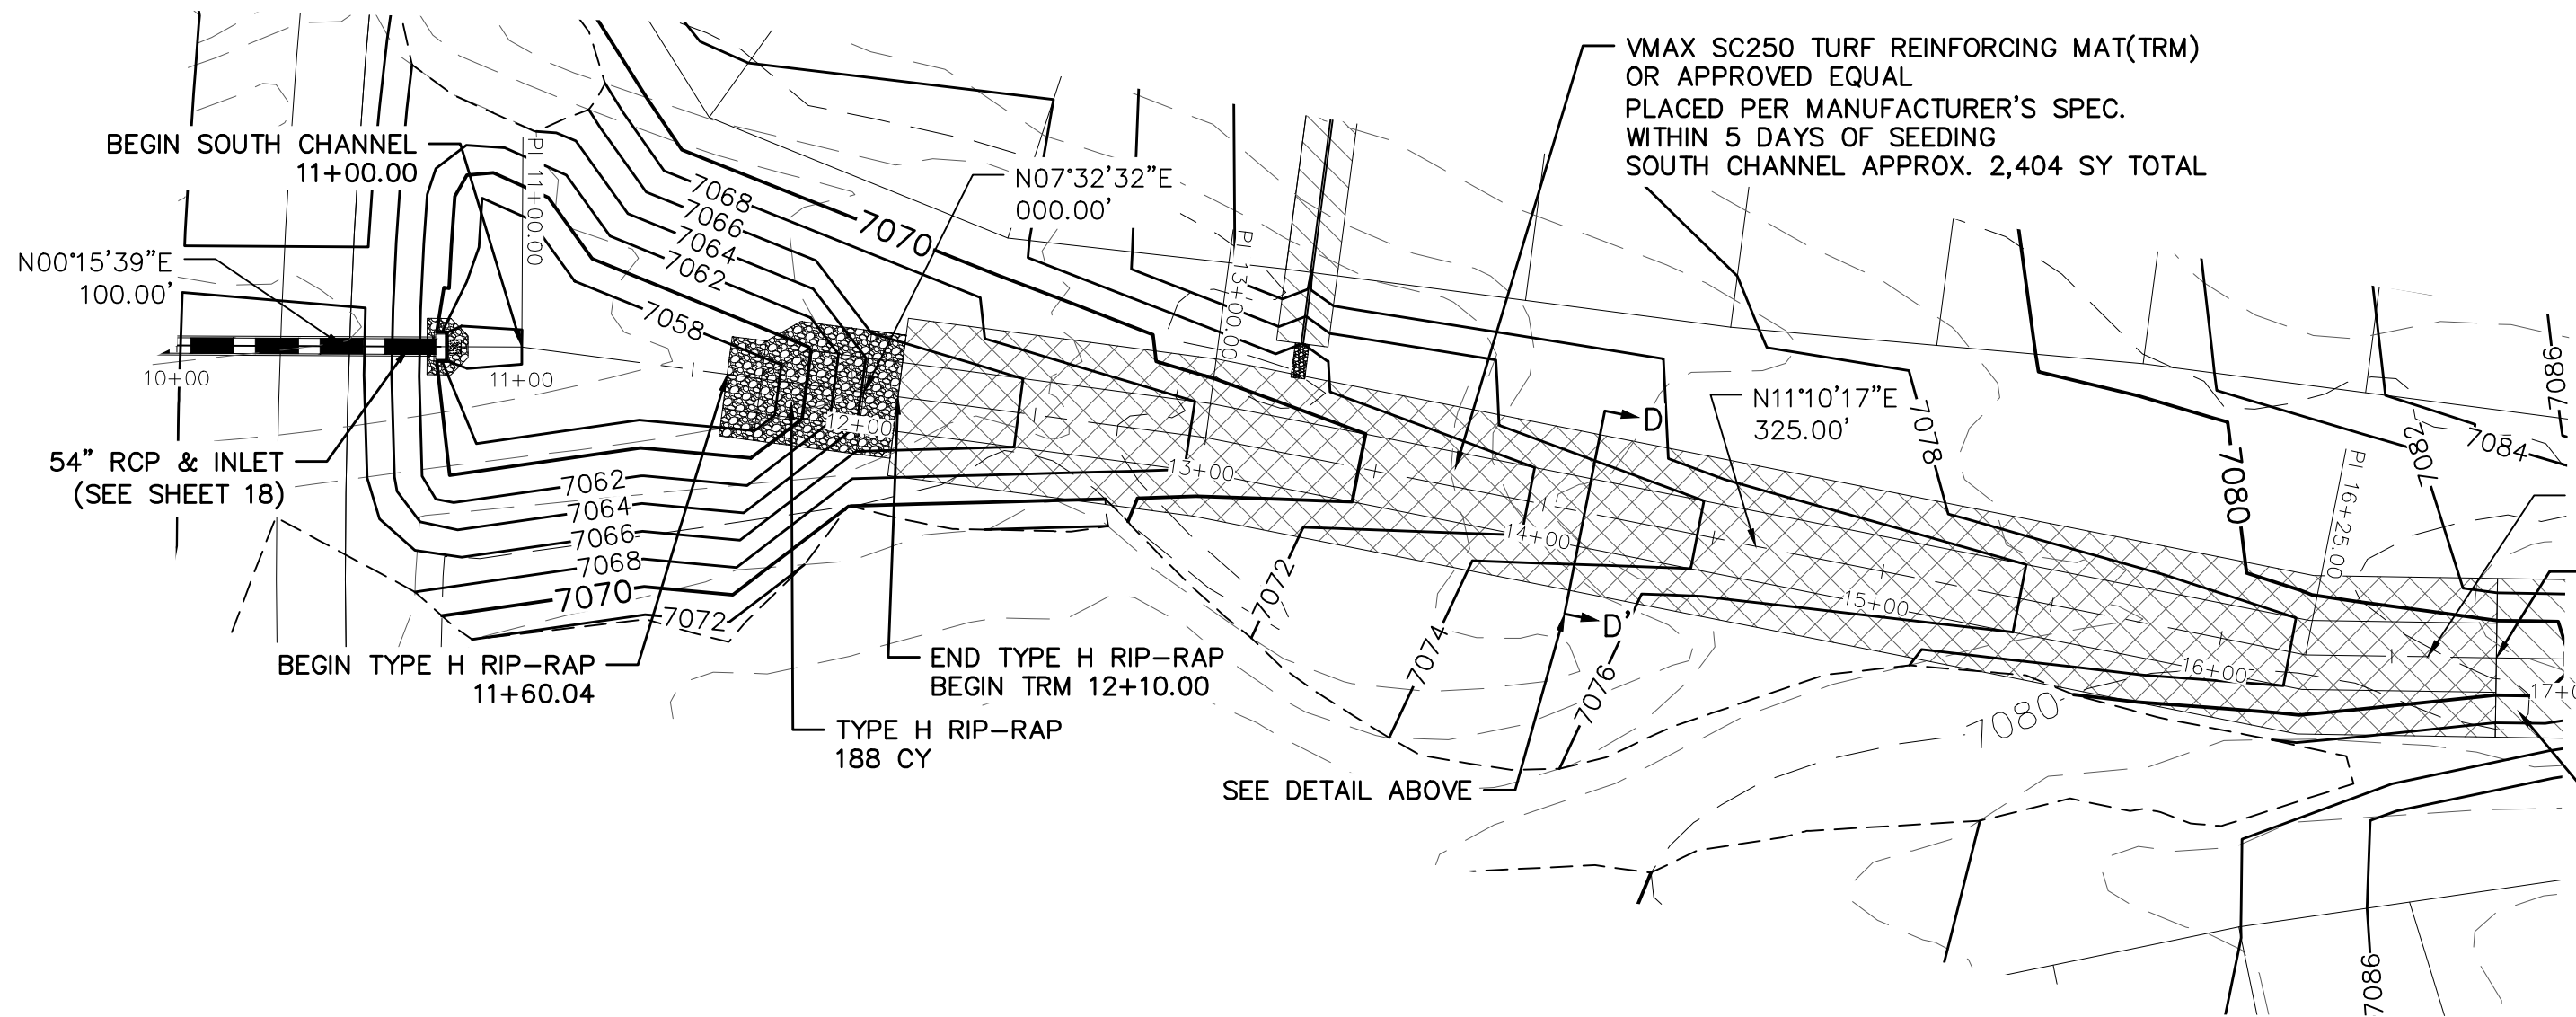 VMAX SC250 TURF REINFORCING MAT(TRM)
OR APPROVED EQUAL
PLACED PER MANUFACTURER'S SPEC.
WITHIN 5 DAYS OF SEEDING
SOUTH CHANNEL APPROX. 2,404 SY TOTAL
BEGIN SOUTH CHANNEL
11+00.00
PI 11+00.00
N07°32'32"E
000.00'
7068
7066
7064
7062
7070
PI 13+00.00
N00°15'39"E
100.00'
7058
10+00
11+00
12+00
13+00
14+00
15+00
16+00
N11°10'17"E
325.00'
D
D'
7078
7080
7082
7084
7086
PI 16+25.00
54" RCP & INLET
(SEE SHEET 18)
7062
7064
7066
7068
7070
7072
7072
7074
7076
7080
BEGIN TYPE H RIP-RAP
11+60.04
END TYPE H RIP-RAP
BEGIN TRM 12+10.00
TYPE H RIP-RAP
188 CY
SEE DETAIL ABOVE
7086